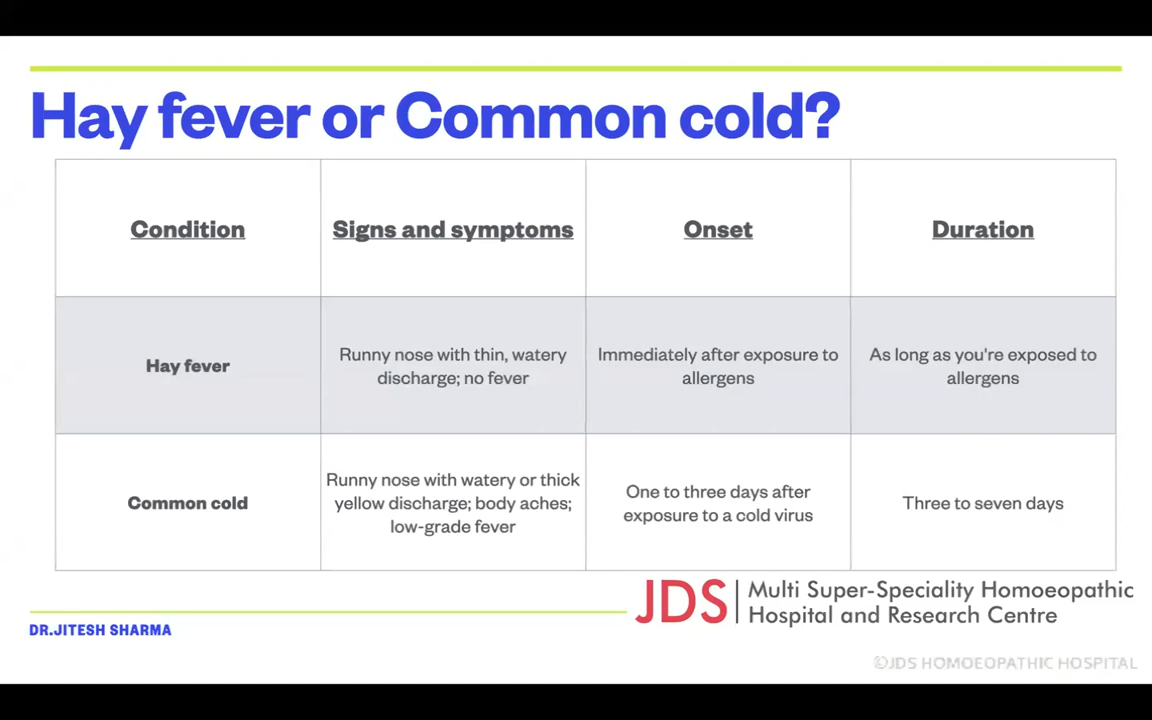 Hay fever or Common cold?
Condition
Signs and symptoms
Onset
Duration
Hay fever
Runny nose with thin, watery
discharge; no fever
Immediately after exposure to
allergens
As long as you're exposed to
allergens
Common cold
Runny nose with watery or thick
yellow discharge; body aches;
low-grade fever
One to three days after
exposure to a cold virus
Three to seven days
JDS
Multi Super-Speciality Homoeopathic
Hospital and Research Centre
DR.JITESH SHARMA
©JDS HOMOEOPATHIC HOSPITAL